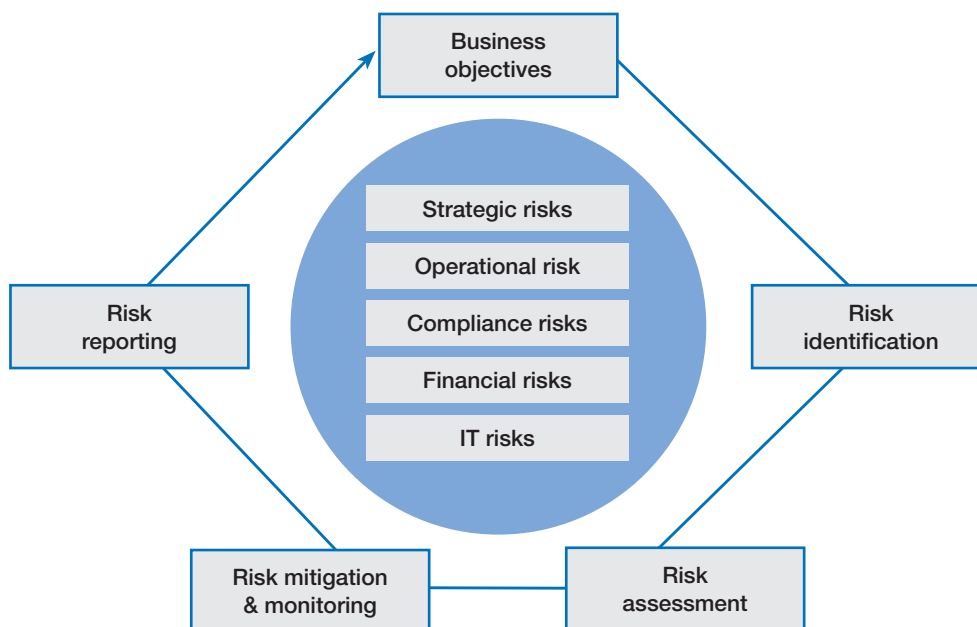 Business
objectives
Strategic risks
Operational risk
Compliance risks
Financial risks
IT risks
Risk
reporting
Risk
identification
Risk mitigation
& monitoring
Risk
assessment